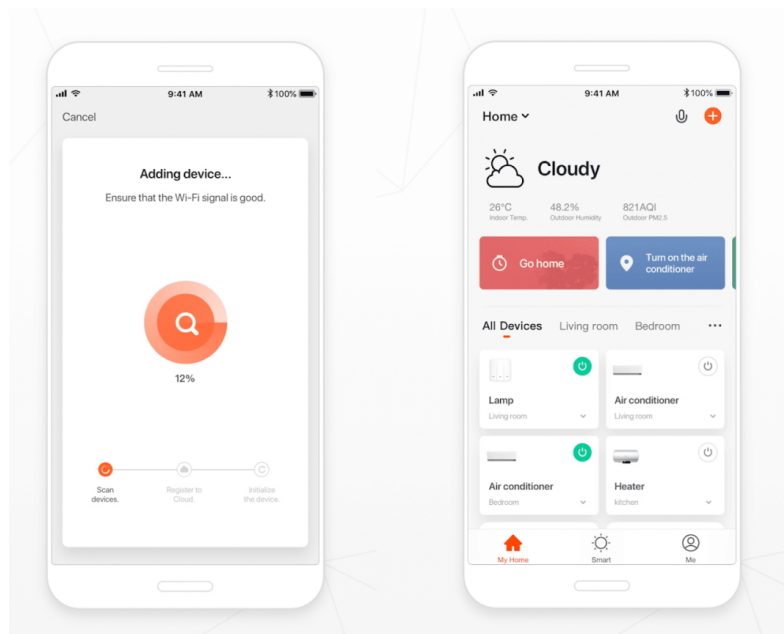 9:41 AM
100%
Cancel
Adding device...
Ensure that the Wi-Fi signal is good.
12%
Scan
devices.
Register to
Cloud.
Initialize
the device.
9:41 AM
100%
Home
Cloudy
26°C
48.2%
821AQI
Indoor Temp.
Outdoor Humidity
Outdoor PM2.5
Go home
Turn on the air
conditioner
All Devices
Living room
Bedroom
Lamp
Living room
Air conditioner
Living room
Air conditioner
Bedroom
Heater
kitchen
My Home
Smart
Me